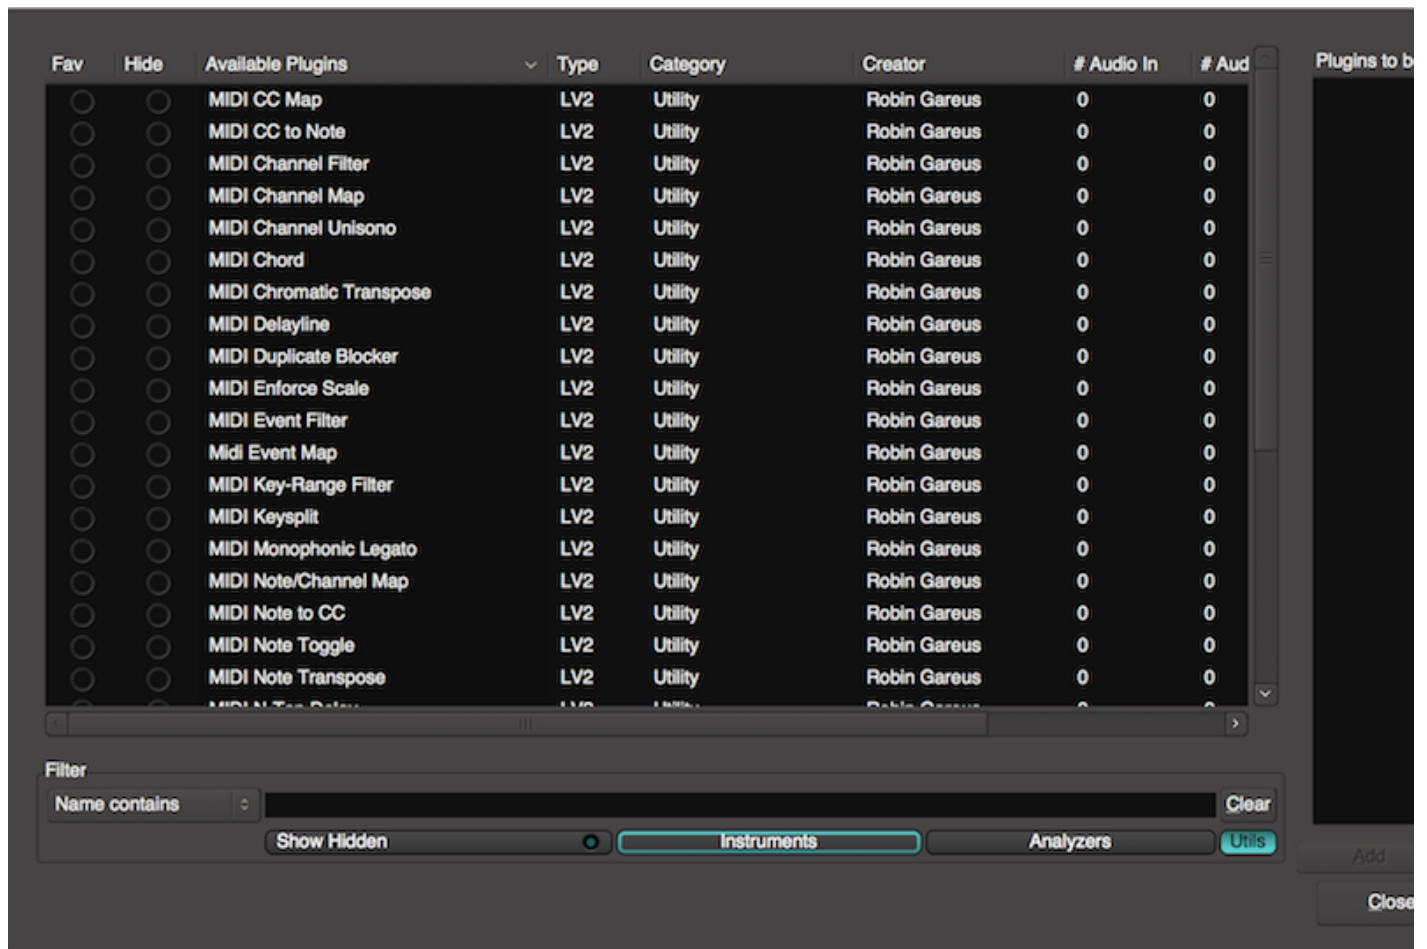 Fav Hide Available Plugins Type Category Creator # Audio In # Aud Plugins to b
MIDI CC Map LV2 Utility Robin Gareus 0 0
MIDI CC to Note LV2 Utility Robin Gareus 0 0
MIDI Channel Filter LV2 Utility Robin Gareus 0 0
MIDI Channel Map LV2 Utility Robin Gareus 0 0
MIDI Channel Unisono LV2 Utility Robin Gareus 0 0
MIDI Chord LV2 Utility Robin Gareus 0 0
MIDI Chromatic Transpose LV2 Utility Robin Gareus 0 0
MIDI Delayline LV2 Utility Robin Gareus 0 0
MIDI Duplicate Blocker LV2 Utility Robin Gareus 0 0
MIDI Enforce Scale LV2 Utility Robin Gareus 0 0
MIDI Event Filter LV2 Utility Robin Gareus 0 0
Midi Event Map LV2 Utility Robin Gareus 0 0
MIDI Key-Range Filter LV2 Utility Robin Gareus 0 0
MIDI Keysplit LV2 Utility Robin Gareus 0 0
MIDI Monophonic Legato LV2 Utility Robin Gareus 0 0
MIDI Note/Channel Map LV2 Utility Robin Gareus 0 0
MIDI Note to CC LV2 Utility Robin Gareus 0 0
MIDI Note Toggle LV2 Utility Robin Gareus 0 0
MIDI Note Transpose LV2 Utility Robin Gareus 0 0
Filter
Name contains Clear
Show Hidden Instruments Analyzers Utils
Add
Close